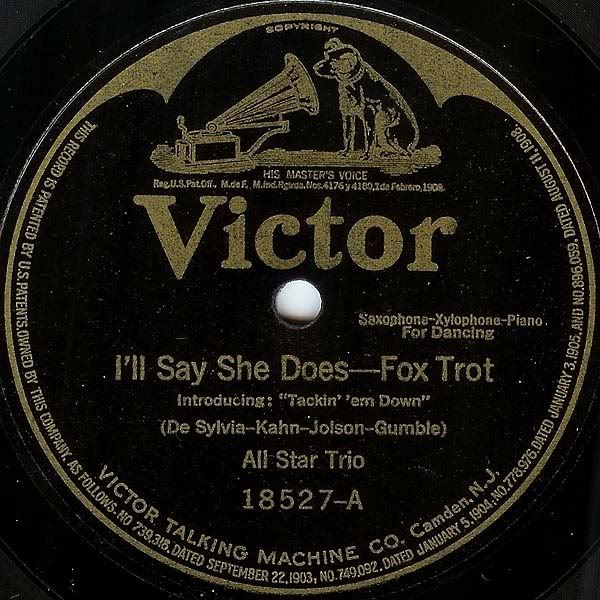 COPYRIGHT
HIS MASTER'S VOICE
Reg.U.S.Pat.Off. M.de F. M.Ind.Rgtrda.Nos.4176 y 4180,1 de Febrero,1908.
Victor
Saxophone-Xylophone-Piano
For Dancing
I'll Say She Does—Fox Trot
Introducing: "Tackin' 'em Down"
(De Sylvia-Kahn-Jolson-Gumble)
All Star Trio
18527-A
VICTOR TALKING MACHINE CO. Camden, N.J.
THIS RECORD IS PATENTED BY U.S. PATENTS, OWNED BY THIS COMPANY, AS FOLLOWS. NO 739,318, DATED SEPTEMBER 22, 1903, NO. 749,092, DATED JANUARY 5, 1904, NO. 778,976, DATED JANUARY 3, 1905, AND NO. 896,059, DATED AUGUST 11, 1908.